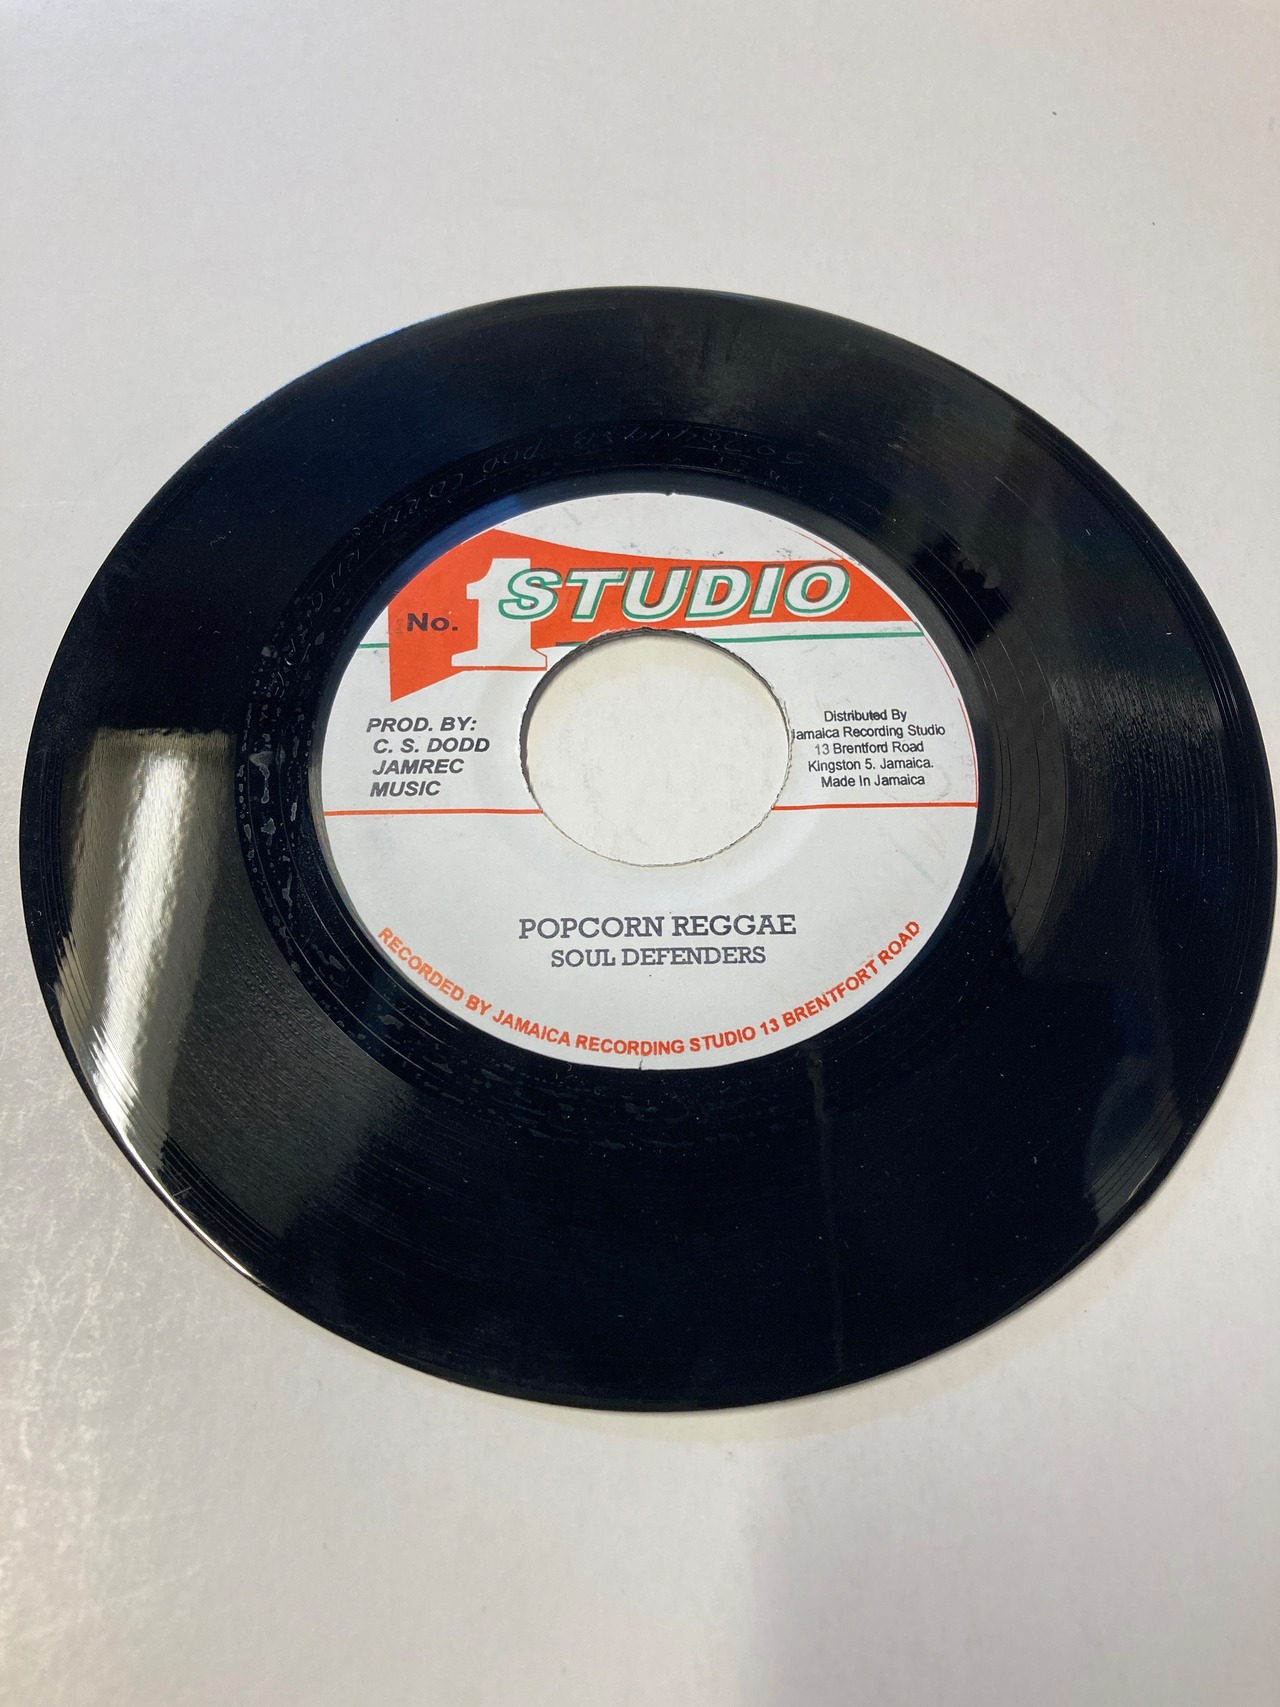 No. 1 STUDIO
PROD. BY:
C. S. DODD
JAMREC
MUSIC
Distributed By
Jamaica Recording Studio
13 Brentford Road
Kingston 5. Jamaica.
Made In Jamaica
POPCORN REGGAE
SOUL DEFENDERS
RECORDED BY JAMAICA RECORDING STUDIO 13 BRENTFORT ROAD